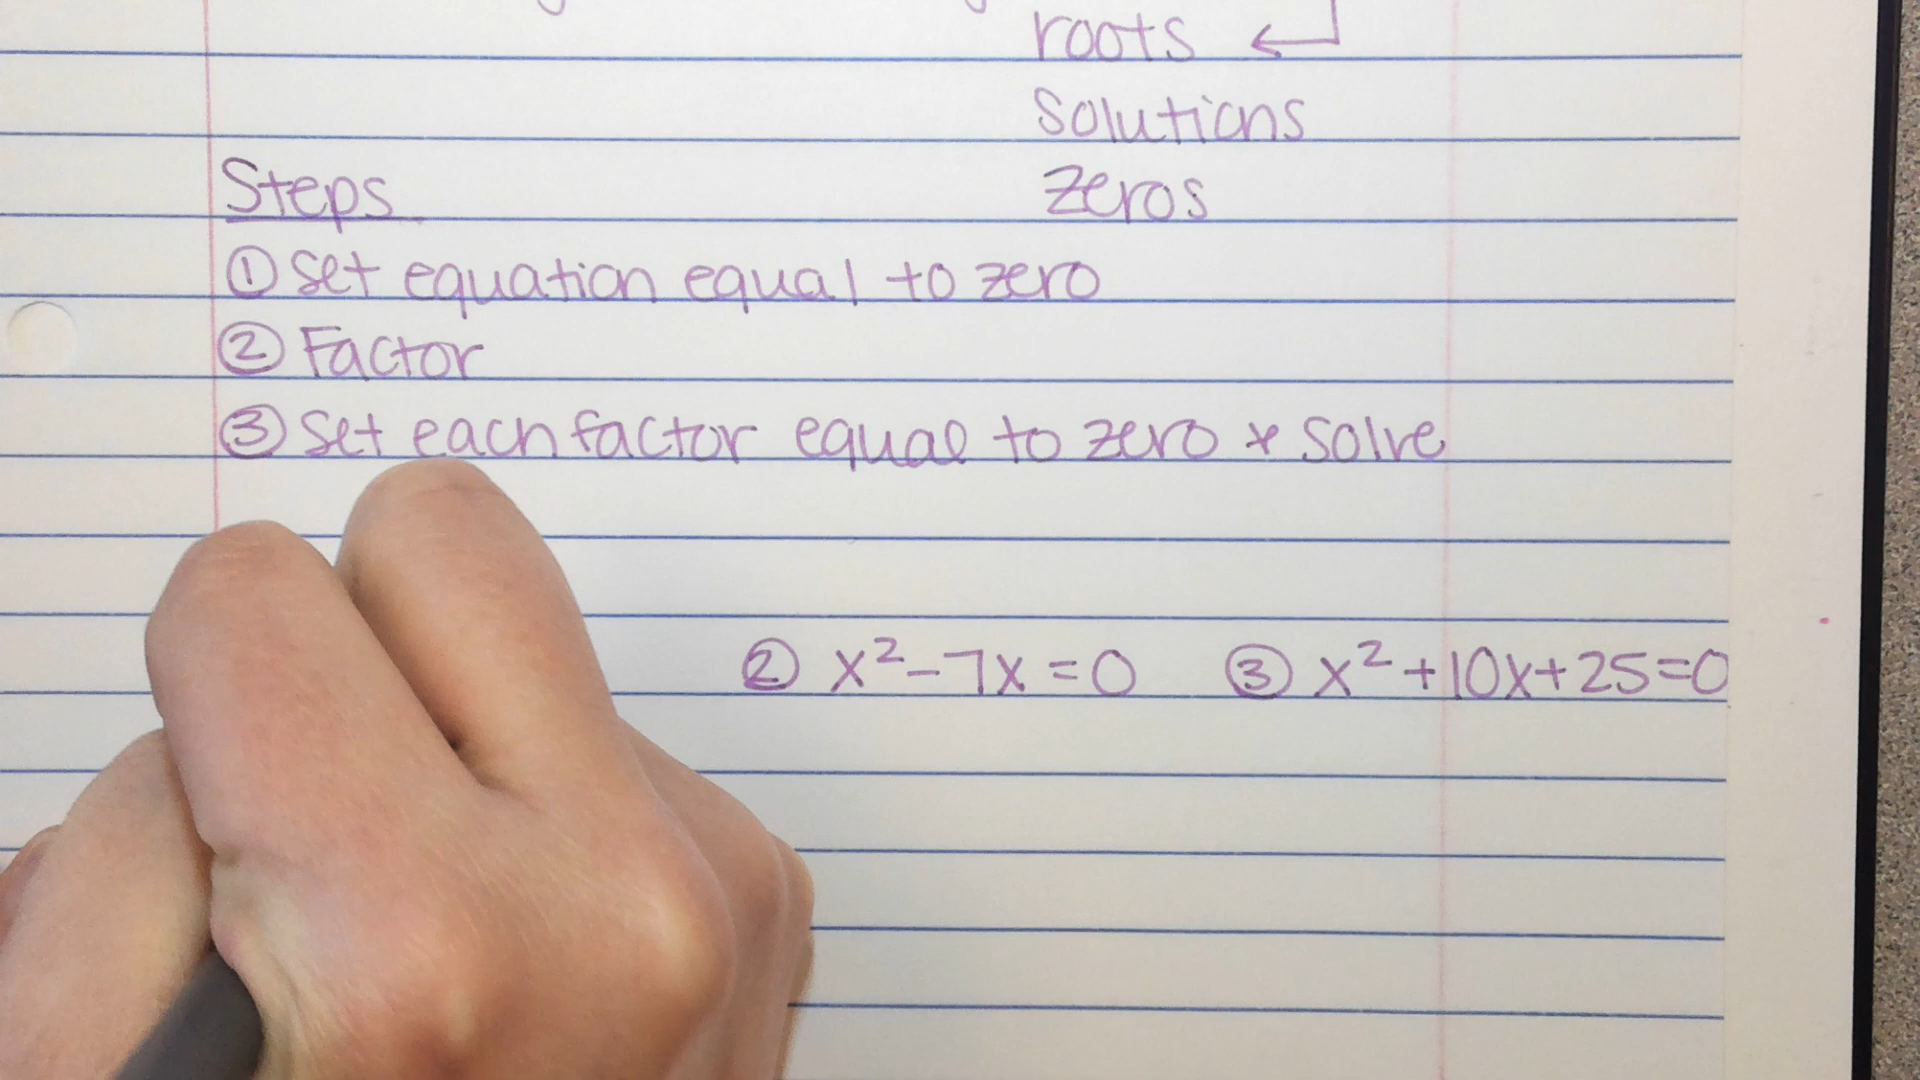 roots
solutions
Steps
zeros
① set equation equal to zero
② Factor
③ set each factor equal to zero & solve
② x²-7x=0
③ x²+10x+25=0